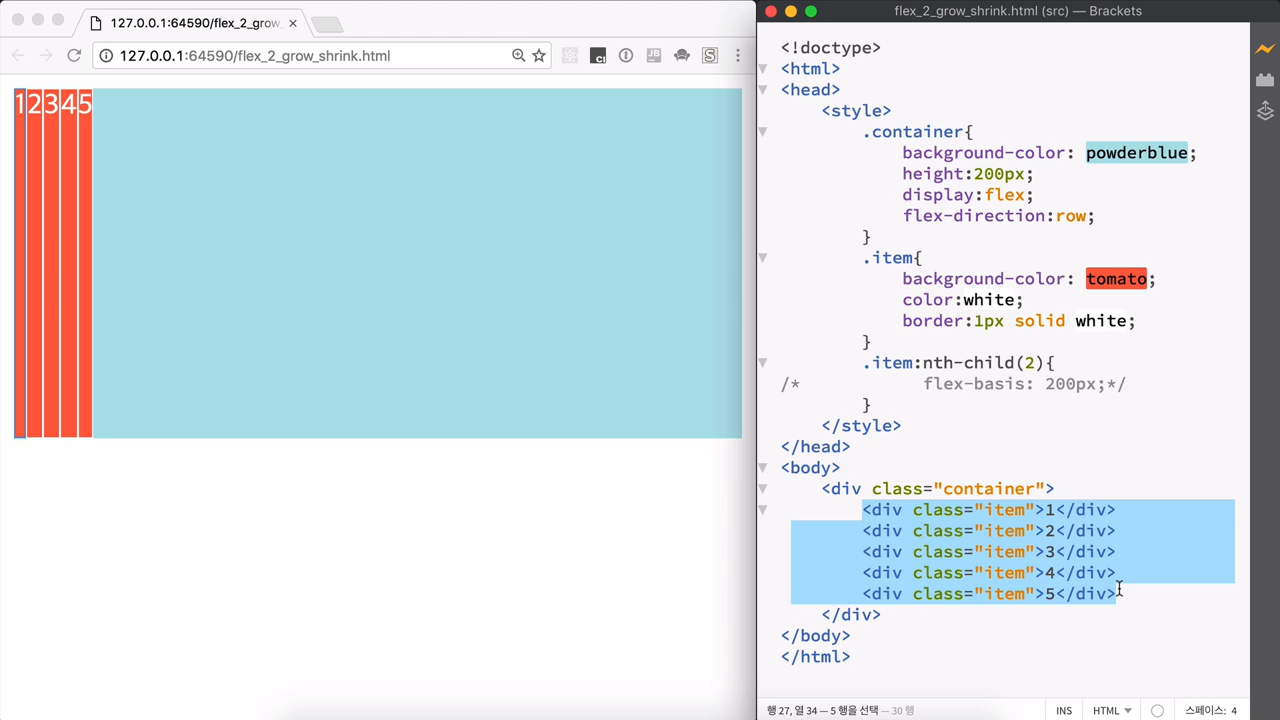 127.0.0.1:64590/flex_2_grow
127.0.0.1:64590/flex_2_grow_shrink.html
12345
flex_2_grow_shrink.html (src) — Brackets
<!doctype>
<html>
<head>
<style>
.container{
background-color: powderblue;
height:200px;
display:flex;
flex-direction:row;
}
.item{
background-color: tomato;
color:white;
border:1px solid white;
}
.item:nth-child(2){
/* flex-basis: 200px;*/
}
</style>
</head>
<body>
<div class="container">
<div class="item">1</div>
<div class="item">2</div>
<div class="item">3</div>
<div class="item">4</div>
<div class="item">5</div>
</div>
</body>
</html>
행 27, 열 34 — 5 행을 선택 — 30 행
INS
HTML
스페이스: 4